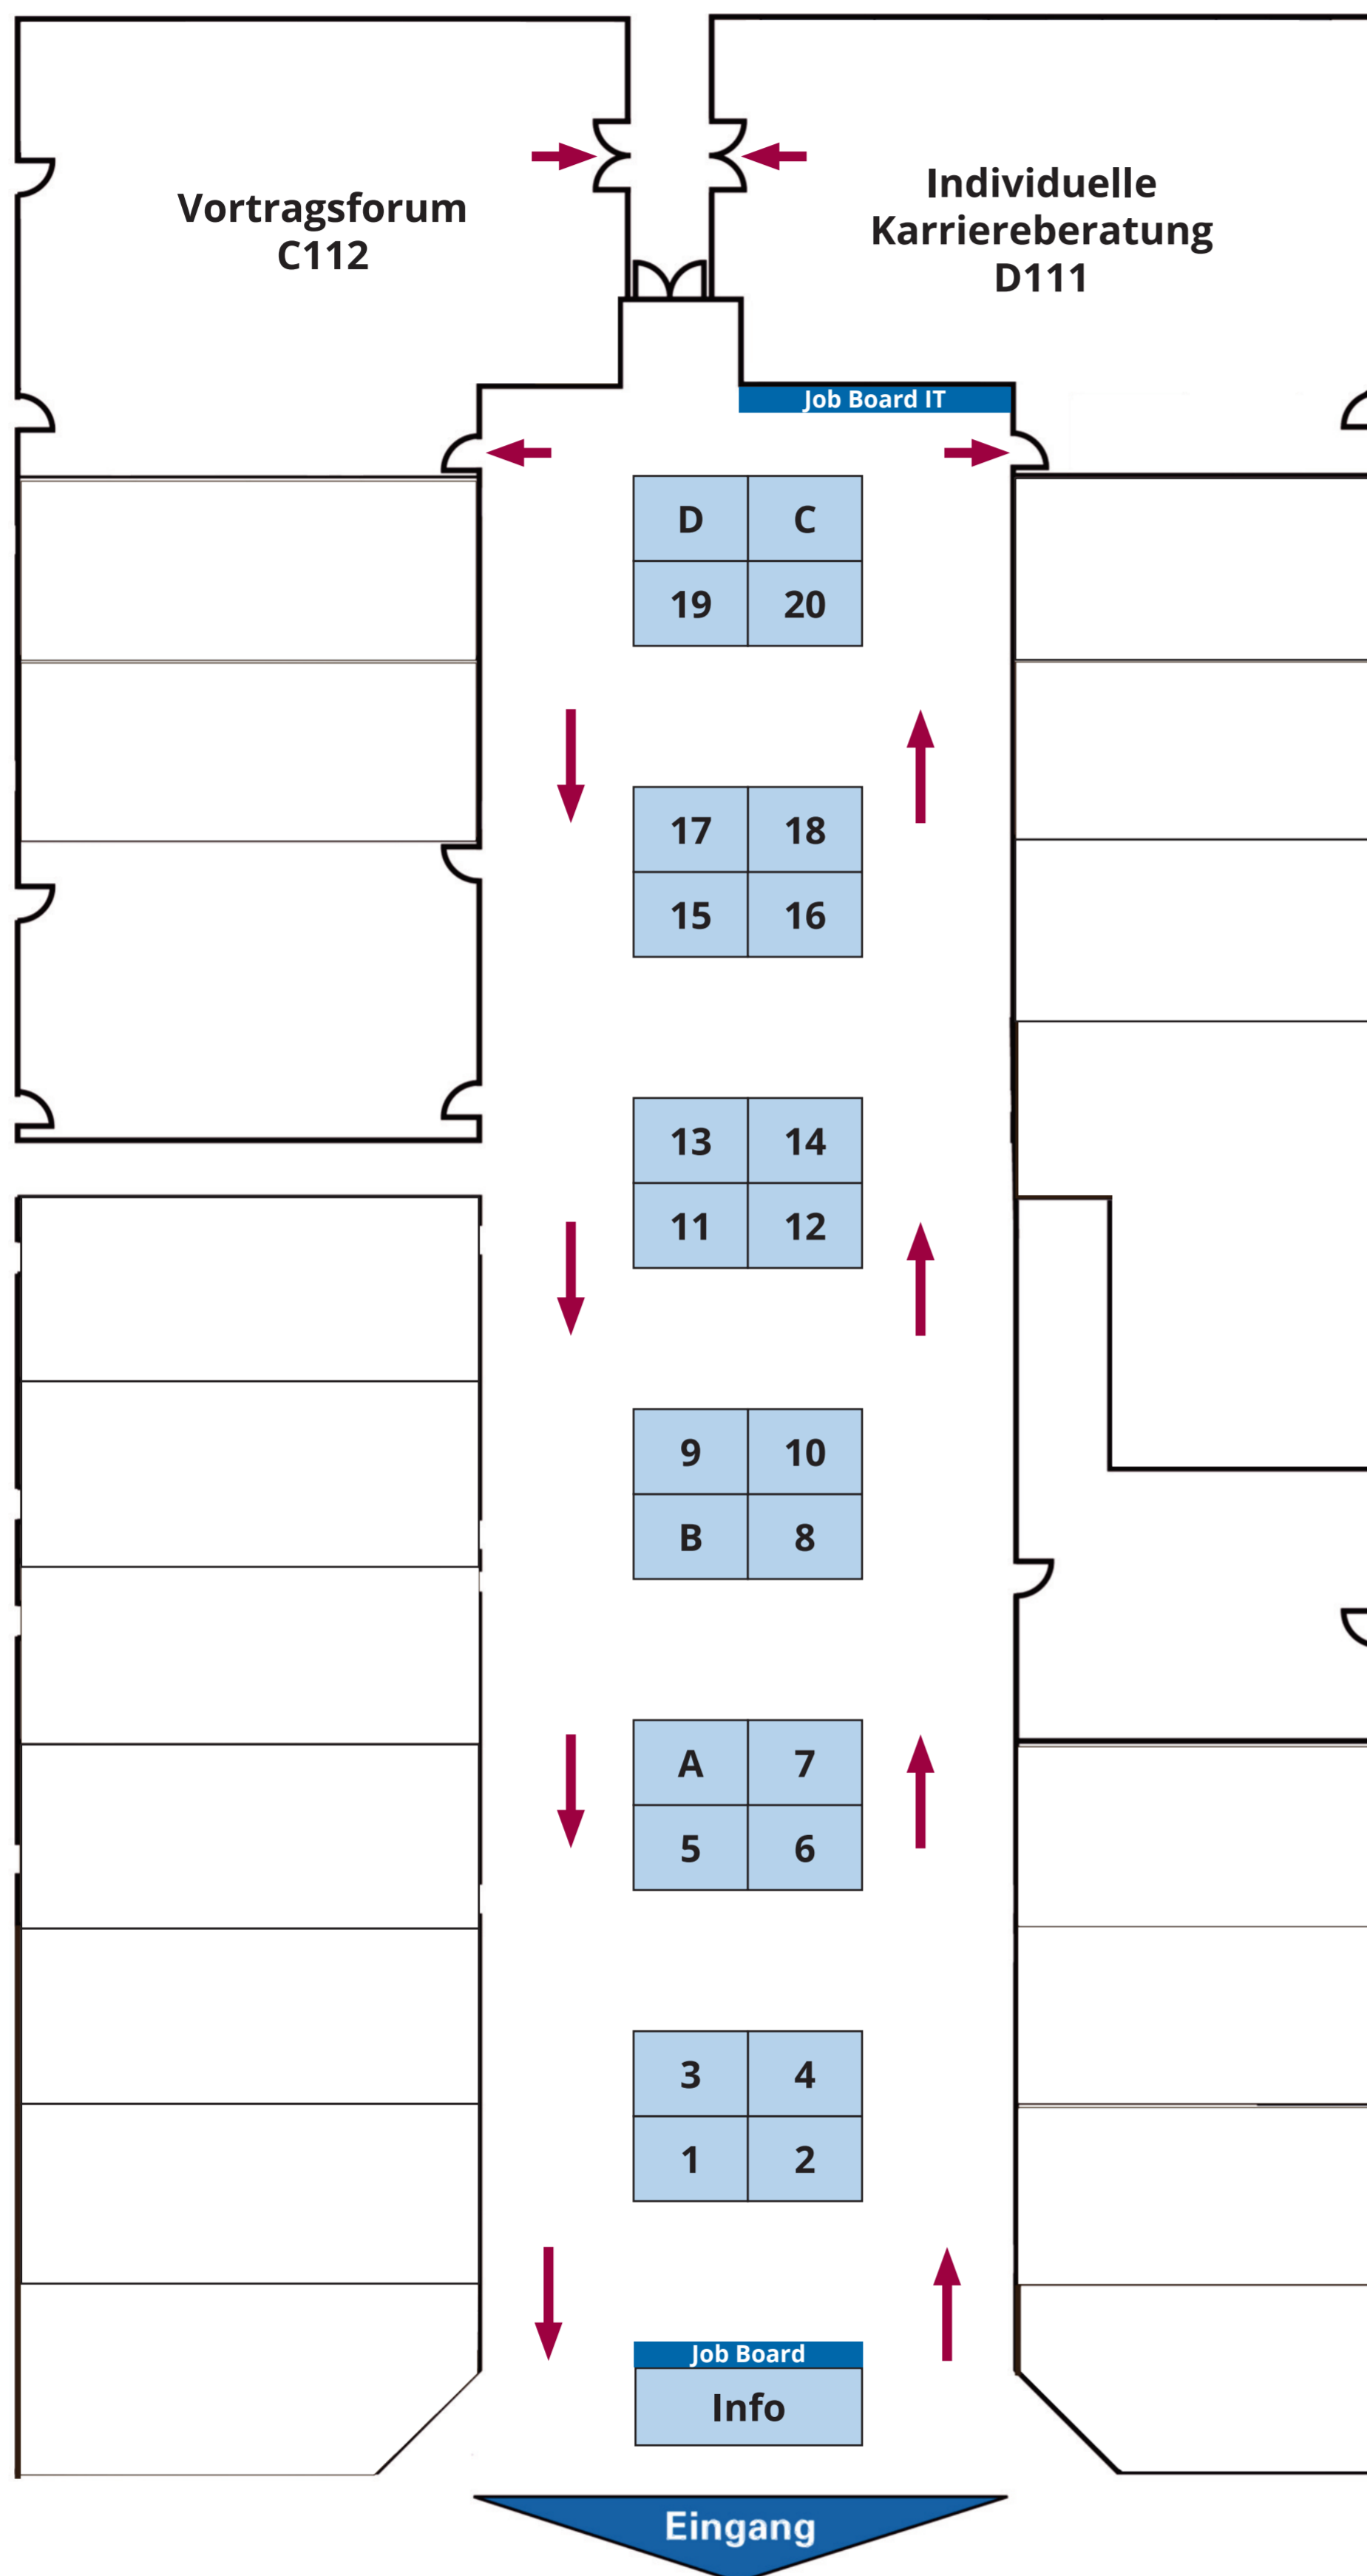 Vortragsforum
C112
Individuelle
Karriereberatung
D111
Job Board IT
D C
19 20
17 18
15 16
13 14
11 12
9 10
B 8
A 7
5 6
3 4
1 2
Job Board
Info
Eingang